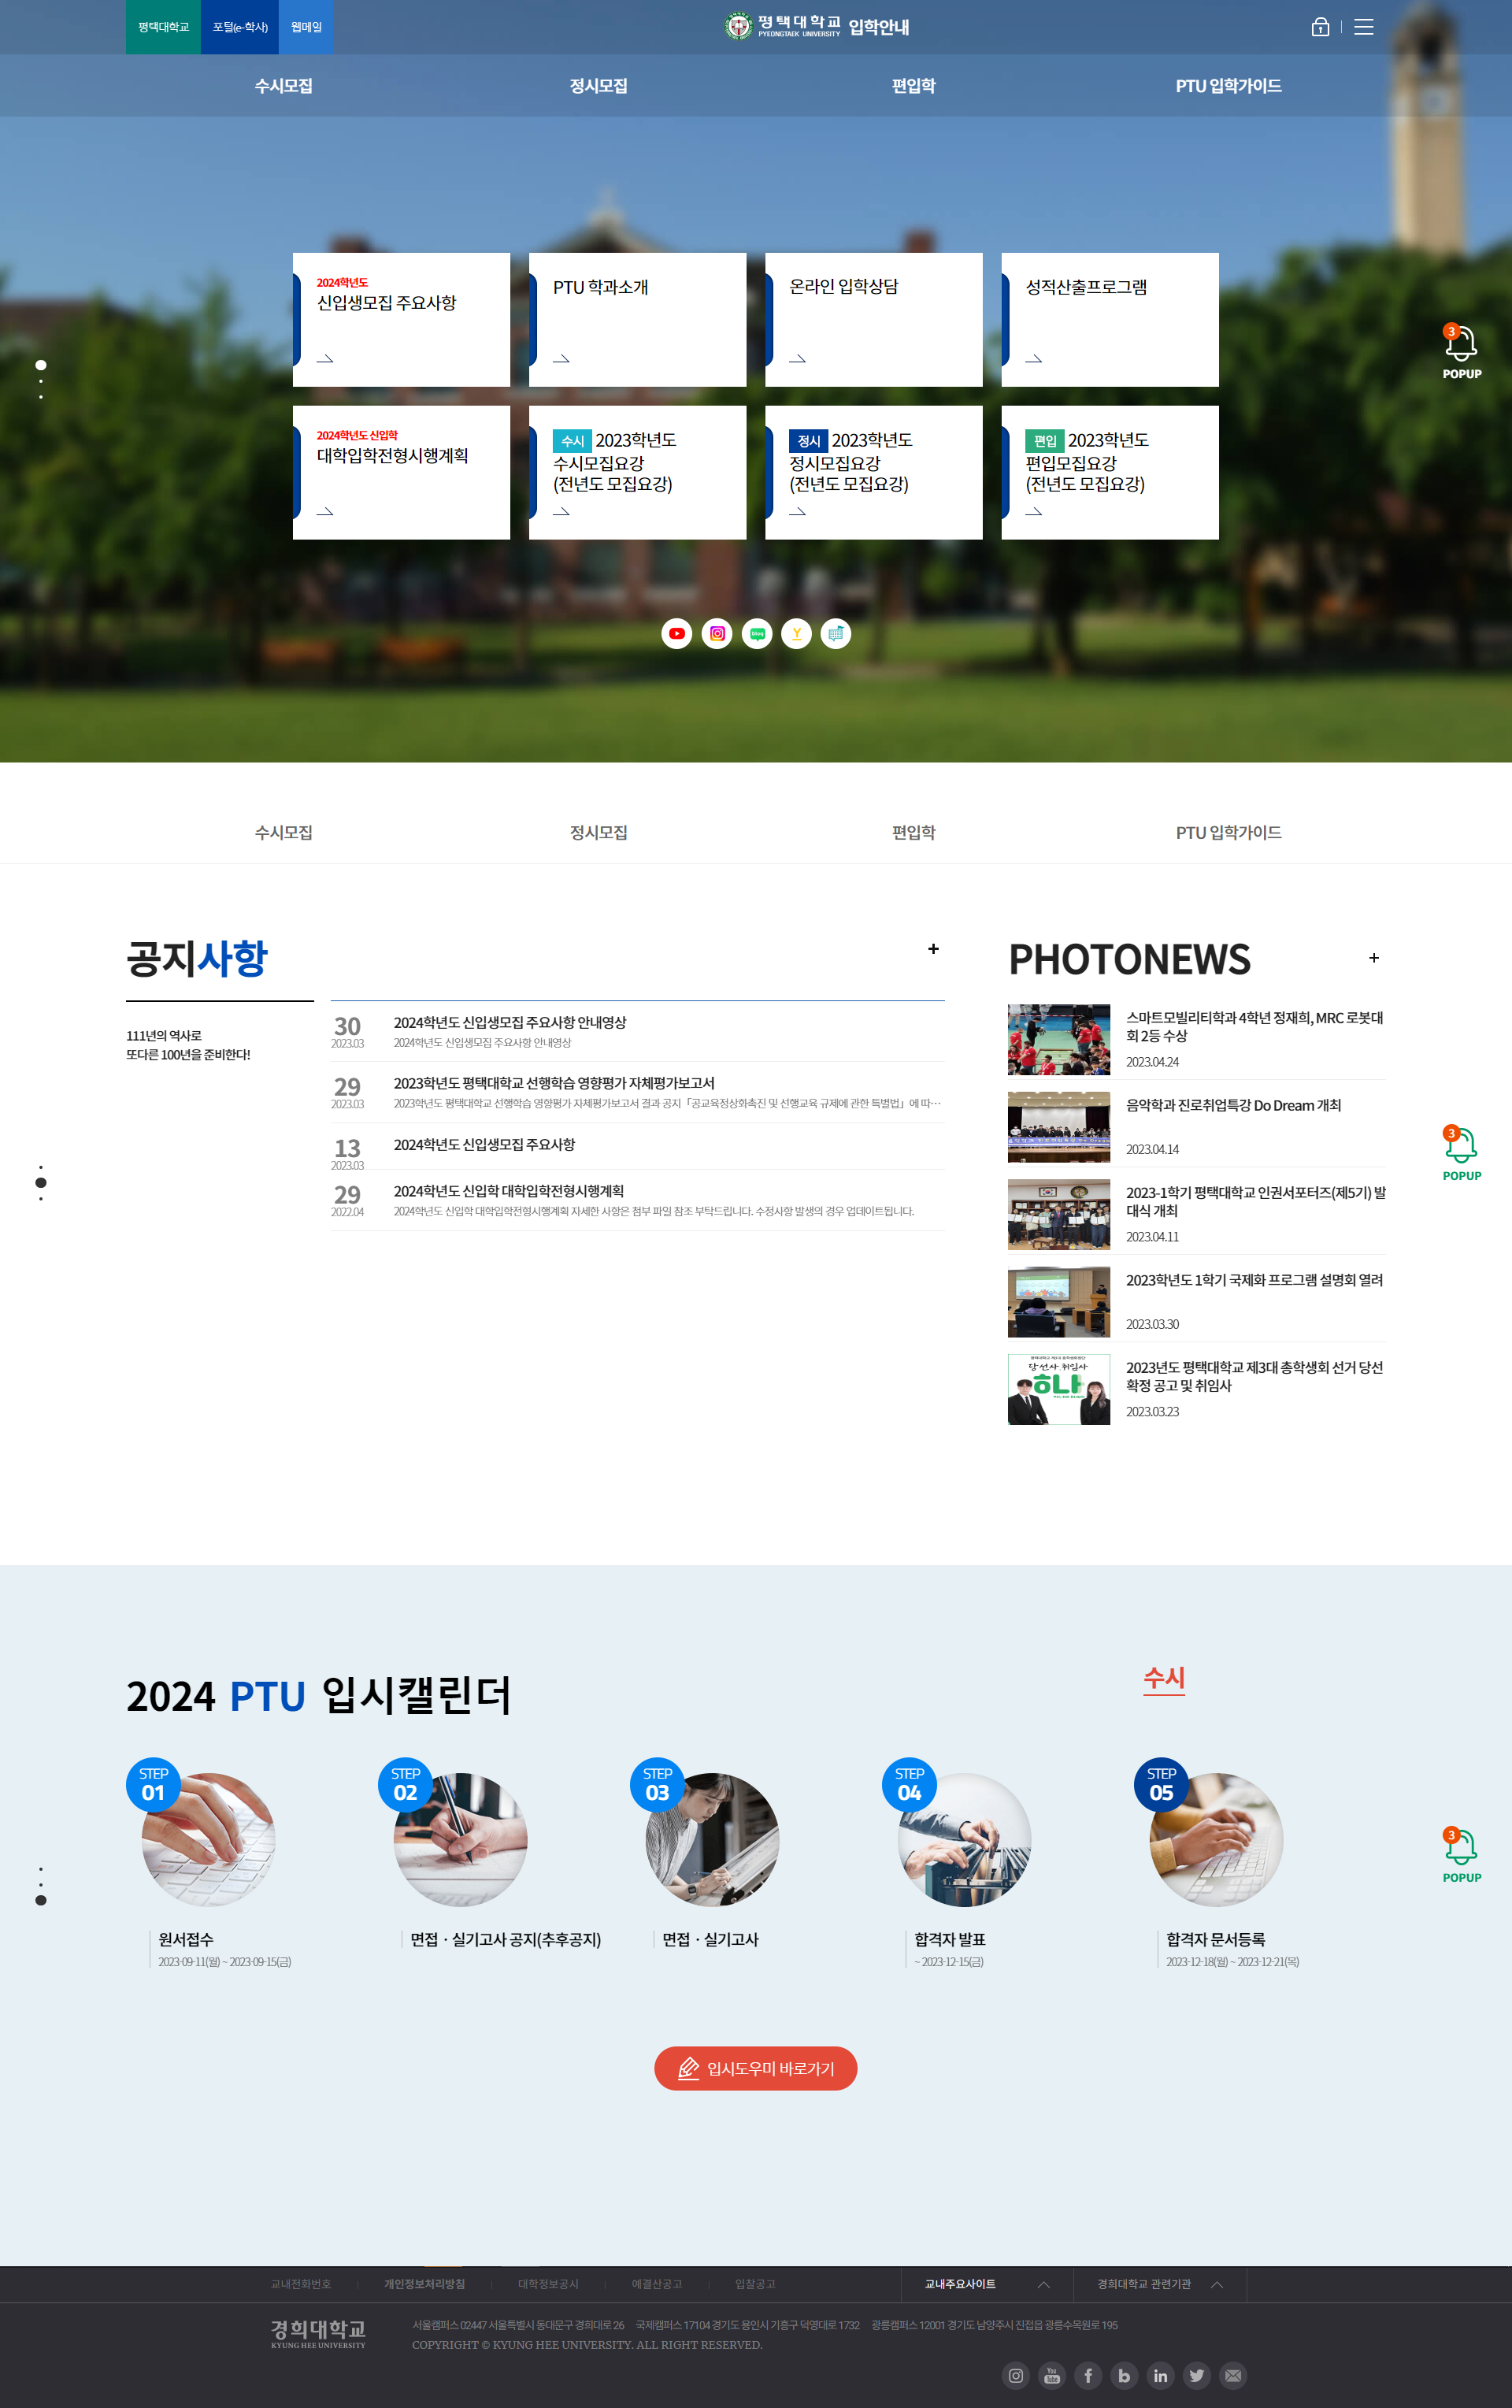 평택대학교
포털(e-학사)
웹메일
평택대학교 입학안내
PYEONGTAEK UNIVERSITY
수시모집
정시모집
편입학
PTU 입학가이드
2024학년도
신입생모집 주요사항
PTU 학과소개
온라인 입학상담
성적산출프로그램
3
POPUP
2024학년도 신입학
대학입학전형시행계획
수시 2023학년도
수시모집요강
(전년도 모집요강)
정시 2023학년도
정시모집요강
(전년도 모집요강)
편입 2023학년도
편입모집요강
(전년도 모집요강)
blog
수시모집
정시모집
편입학
PTU 입학가이드
공지사항
+
111년의 역사로
또다른 100년을 준비한다!
30
2023.03
2024학년도 신입생모집 주요사항 안내영상
2024학년도 신입생모집 주요사항 안내영상
29
2023.03
2023학년도 평택대학교 선행학습 영향평가 자체평가보고서
2023학년도 평택대학교 선행학습 영향평가 자체평가보고서 결과 공지「공교육정상화촉진 및 선행교육 규제에 관한 특별법」에 따…
13
2023.03
2024학년도 신입생모집 주요사항
29
2022.04
2024학년도 신입학 대학입학전형시행계획
2024학년도 신입학 대학입학전형시행계획 자세한 사항은 첨부 파일 참조 부탁드립니다. 수정사항 발생의 경우 업데이트됩니다.
PHOTONEWS
+
스마트모빌리티학과 4학년 정재희, MRC 로봇대
회 2등 수상
2023.04.24
음악학과 진로취업특강 Do Dream 개최
2023.04.14
2023-1학기 평택대학교 인권서포터즈(제5기) 발
대식 개최
2023.04.11
2023학년도 1학기 국제화 프로그램 설명회 열려
2023.03.30
당선사.취임사
하나
2023년도 평택대학교 제3대 총학생회 선거 당선
확정 공고 및 취임사
2023.03.23
3
POPUP
2024 PTU 입시캘린더
수시
STEP
01
원서접수
2023-09-11(월) ~ 2023-09-15(금)
STEP
02
면접ㆍ실기고사 공지(추후공지)
STEP
03
면접ㆍ실기고사
STEP
04
합격자 발표
~ 2023-12-15(금)
STEP
05
합격자 문서등록
2023-12-18(월) ~ 2023-12-21(목)
3
POPUP
입시도우미 바로가기
교내전화번호
개인정보처리방침
대학정보공시
예결산공고
입찰공고
교내주요사이트
경희대학교 관련기관
경희대학교
KYUNG HEE UNIVERSITY
서울캠퍼스 02447 서울특별시 동대문구 경희대로 26 국제캠퍼스 17104 경기도 용인시 기흥구 덕영대로 1732 광릉캠퍼스 12001 경기도 남양주시 진접읍 광릉수목원로 195
COPYRIGHT © KYUNG HEE UNIVERSITY. ALL RIGHT RESERVED.